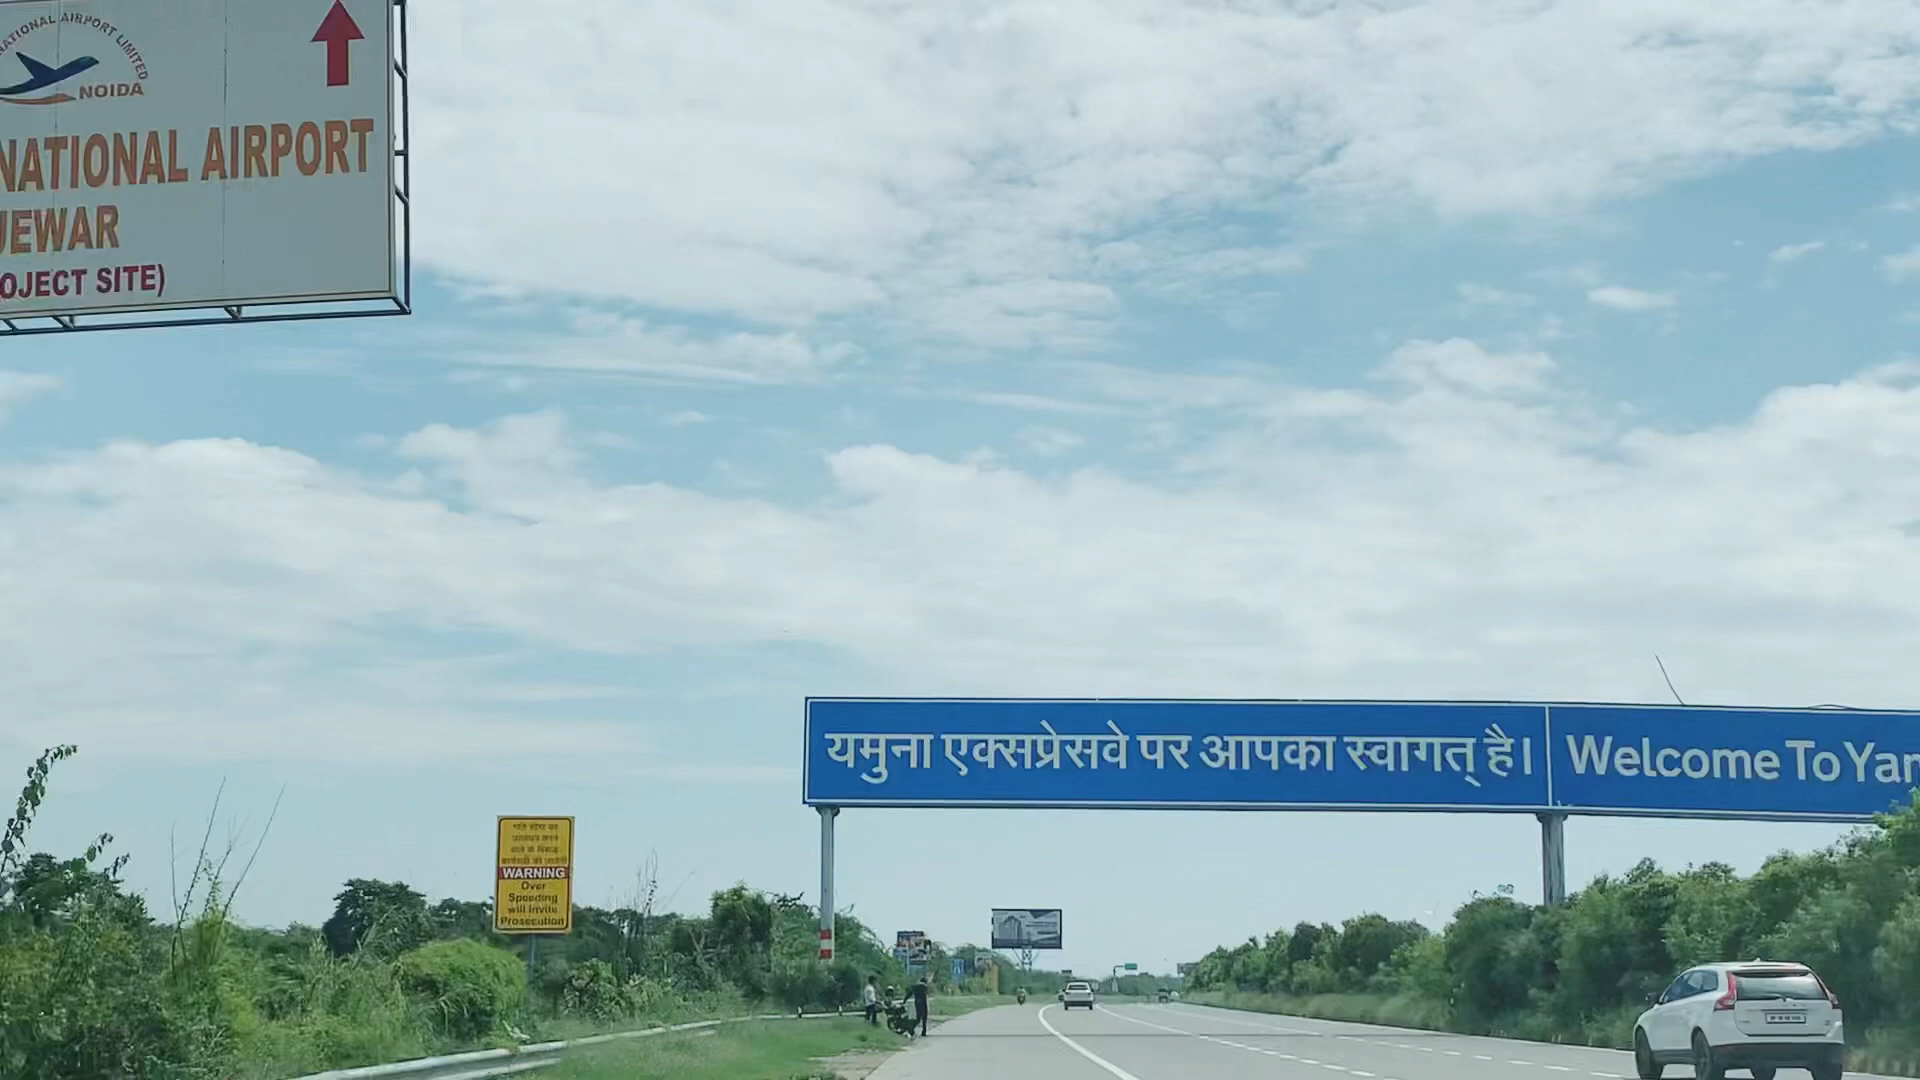 NATIONAL AIRPORT LIMITED
NOIDA
NATIONAL AIRPORT
JEWAR
OJECT SITE)
यमुना एक्सप्रेसवे पर आपका स्वागत् है।
Welcome To Yam
WARNING
Over
Speeding
will invite
Prosecution